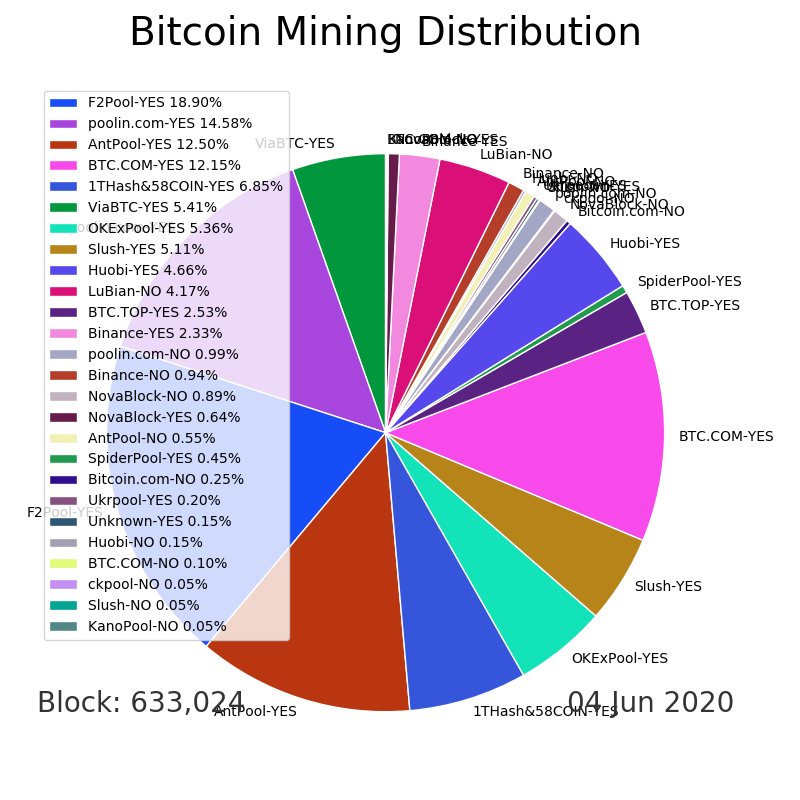 Bitcoin Mining Distribution
F2Pool-YES 18.90%
poolin.com-YES 14.58%
AntPool-YES 12.50%
BTC.COM-YES 12.15%
1THash&58COIN-YES 6.85%
ViaBTC-YES 5.41%
OKExPool-YES 5.36%
Slush-YES 5.11%
Huobi-YES 4.66%
LuBian-NO 4.17%
BTC.TOP-YES 2.53%
Binance-YES 2.33%
poolin.com-NO 0.99%
Binance-NO 0.94%
NovaBlock-NO 0.89%
NovaBlock-YES 0.64%
AntPool-NO 0.55%
SpiderPool-YES 0.45%
Bitcoin.com-NO 0.25%
Ukrpool-YES 0.20%
Unknown-YES 0.15%
Huobi-NO 0.15%
BTC.COM-NO 0.10%
ckpool-NO 0.05%
Slush-NO 0.05%
KanoPool-NO 0.05%
ViaBTC-YES
Binance-YES
LuBian-NO
Binance-NO
poolin.com-NO
ckpool-NO
NovaBlock-NO
Bitcoin.com-NO
Huobi-YES
SpiderPool-YES
BTC.TOP-YES
BTC.COM-YES
Slush-YES
OKExPool-YES
1THash&58COIN-YES
AntPool-YES
F2Pool-YES
Block: 633,024
04 Jun 2020